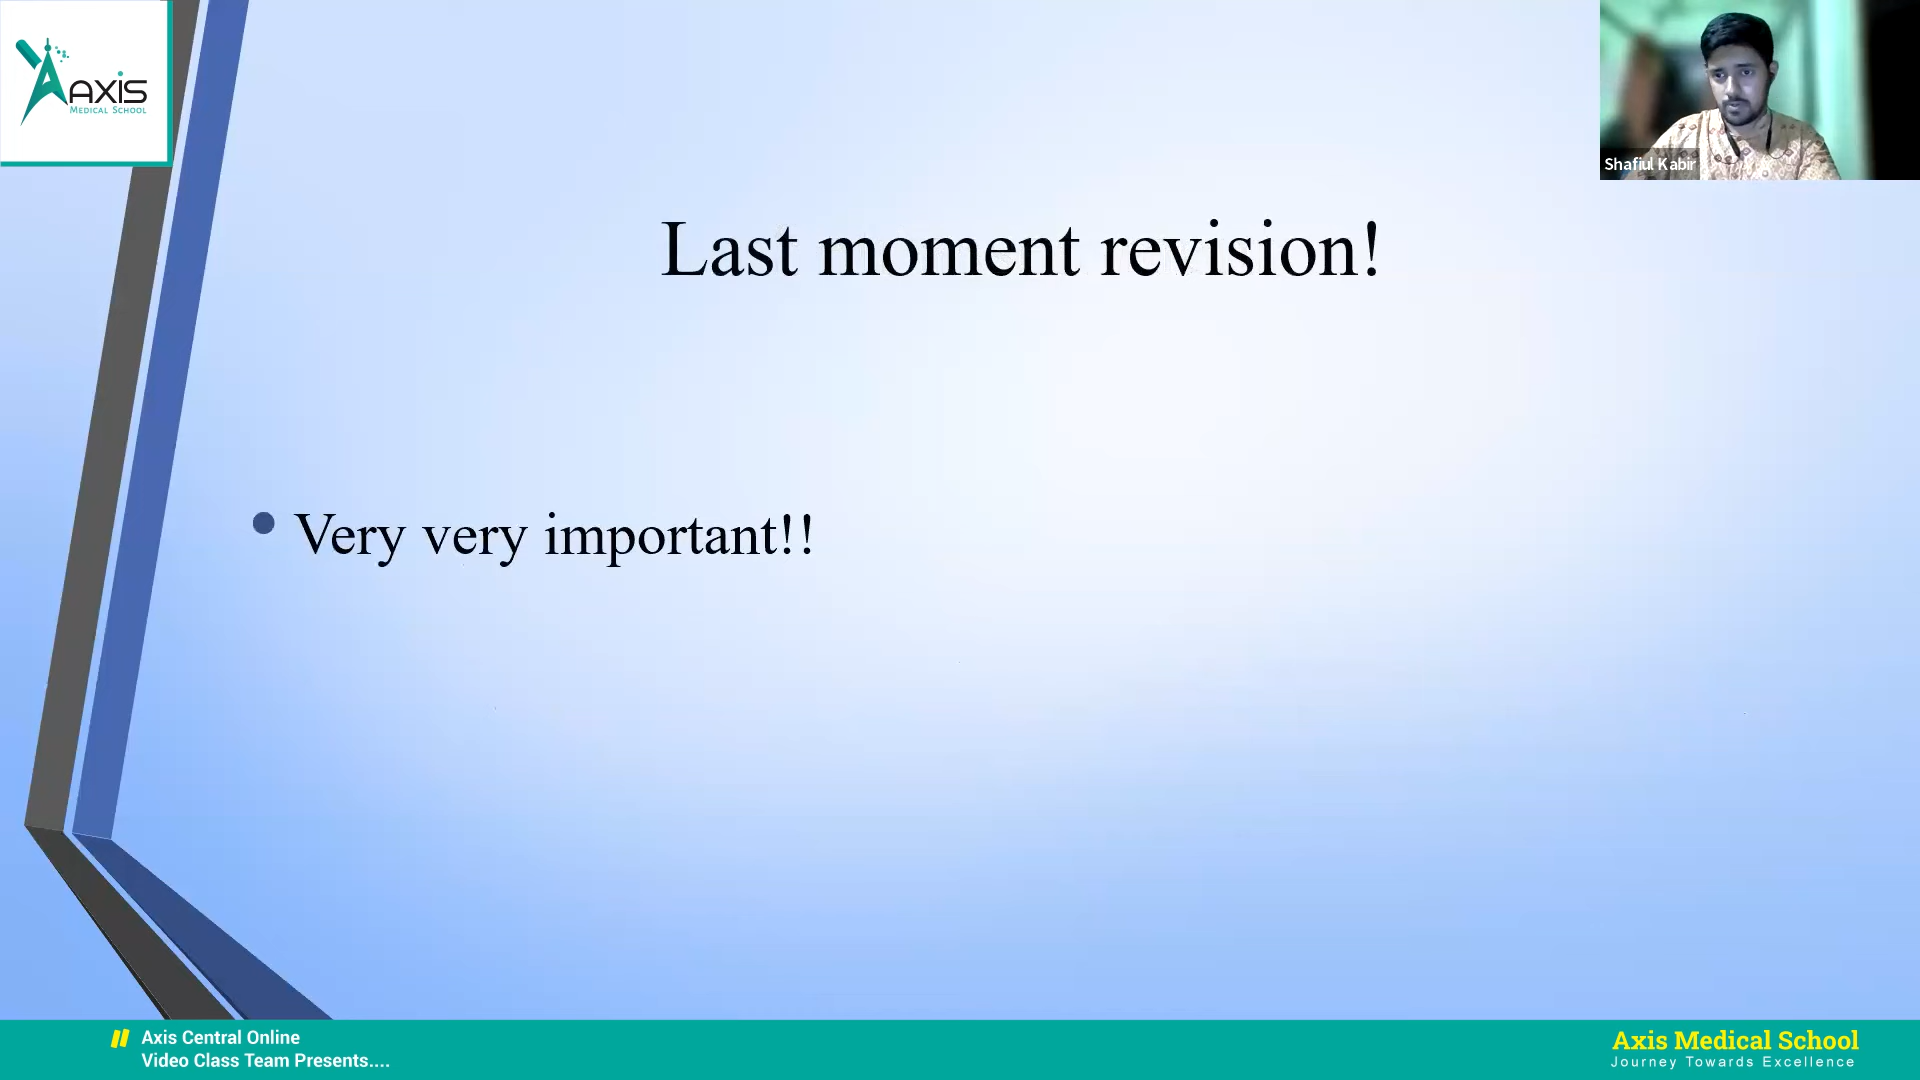 AXIS
MEDICAL SCHOOL
Shafiul Kabir
Last moment revision!
• Very very important!!
Axis Central Online
Video Class Team Presents....
Axis Medical School
Journey Towards Excellence